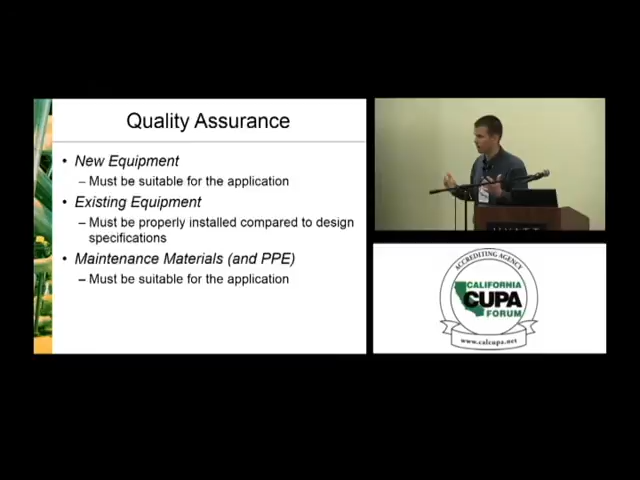 Quality Assurance
• New Equipment
– Must be suitable for the application
• Existing Equipment
– Must be properly installed compared to design
specifications
• Maintenance Materials (and PPE)
– Must be suitable for the application
HYATT
ACCREDITING AGENCY
CALIFORNIA
CUPA
FORUM
www.calcupa.net